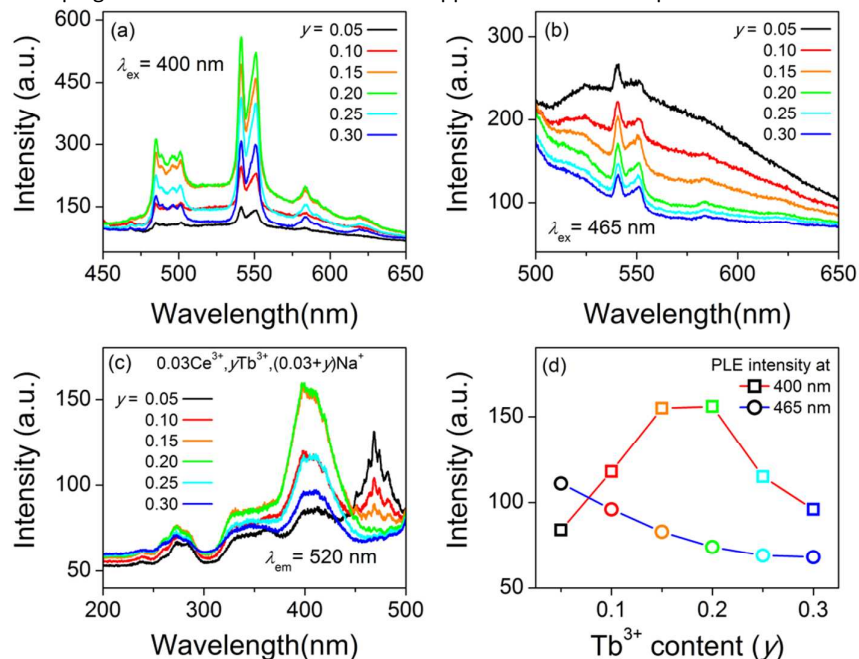 (a)
λex = 400 nm
y = 0.05
0.10
0.15
0.20
0.25
0.30
600
450
300
150
Intensity (a.u.)
450 500 550 600 650
Wavelength(nm)
(b)
y = 0.05
0.10
0.15
0.20
0.25
0.30
λex = 465 nm
300
200
100
Intensity (a.u.)
500 550 600 650
Wavelength(nm)
(c)
0.03Ce³⁺,yTb³⁺,(0.03+y)Na⁺
y = 0.05
0.10
0.15
0.20
0.25
0.30
λem = 520 nm
150
100
50
Intensity (a.u.)
200 300 400 500
Wavelength(nm)
(d)
PLE intensity at
400 nm
465 nm
150
100
50
Intensity (a.u.)
0.1 0.2 0.3
Tb³⁺ content (y)